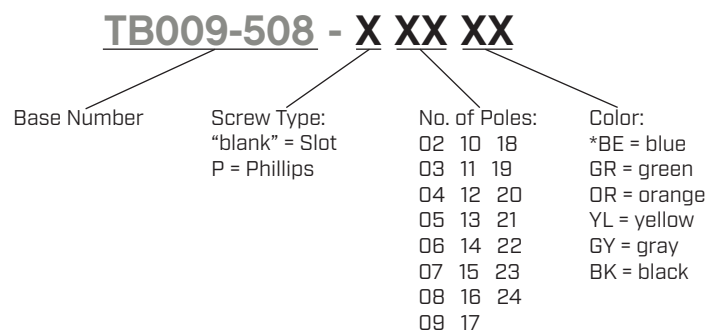 TB009-508 - X XX XX
Base Number
Screw Type:
“blank” = Slot
P = Phillips
No. of Poles:
02 10 18
03 11 19
04 12 20
05 13 21
06 14 22
07 15 23
08 16 24
09 17
Color:
*BE = blue
GR = green
OR = orange
YL = yellow
GY = gray
BK = black